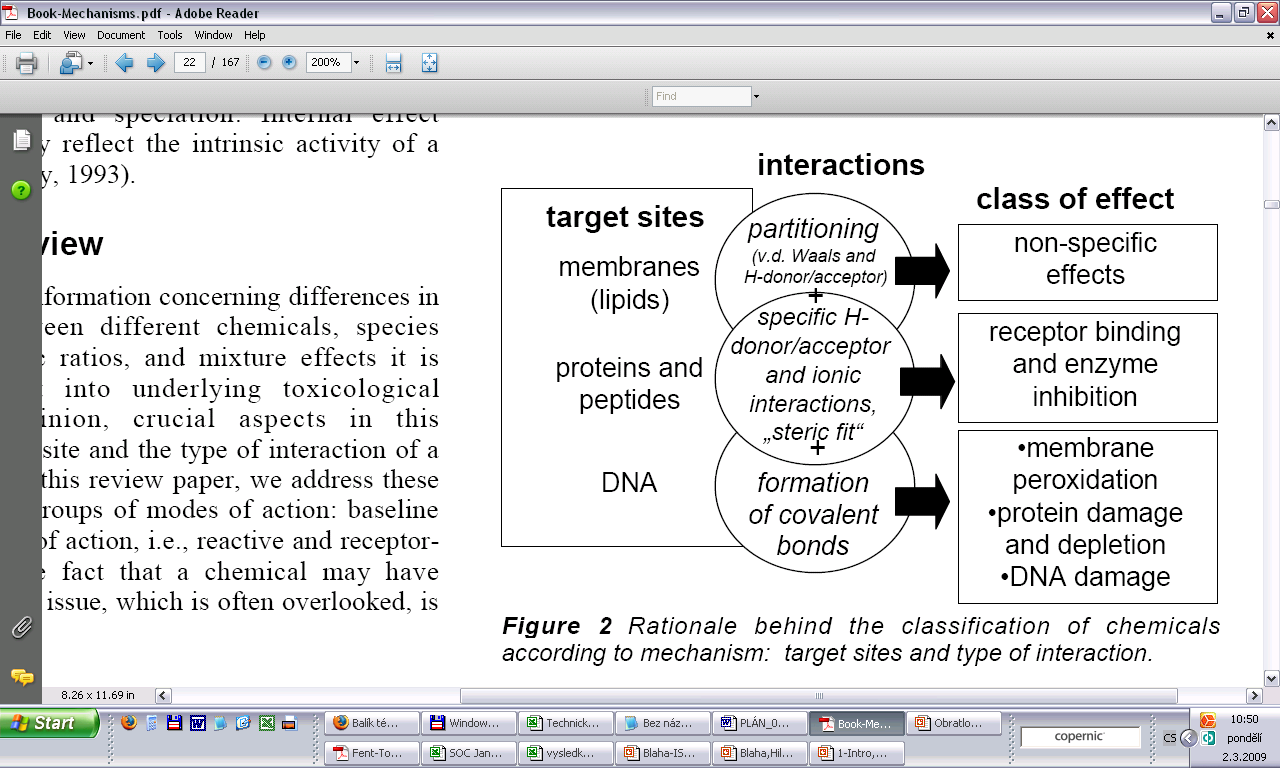 Book-Mechanisms.pdf - Adobe Reader
File Edit View Document Tools Window Help
22 / 167 200%
Find
and speciation. Internal effect
y reflect the intrinsic activity of a
y, 1993).
view
formation concerning differences in
een different chemicals, species
e ratios, and mixture effects it is
t into underlying toxicological
inion, crucial aspects in this
site and the type of interaction of a
this review paper, we address these
roups of modes of action: baseline
of action, i.e., reactive and receptor-
e fact that a chemical may have
issue, which is often overlooked, is
interactions
target sites
class of effect
membranes
(lipids)
proteins and
peptides
DNA
partitioning
(v.d. Waals and
H-donor/acceptor)
+
specific H-
donor/acceptor
and ionic
interactions,
„steric fit“
+
formation
of covalent
bonds
non-specific
effects
receptor binding
and enzyme
inhibition
•membrane
peroxidation
•protein damage
and depletion
•DNA damage
Figure 2 Rationale behind the classification of chemicals
according to mechanism: target sites and type of interaction.
8.26 x 11.69 in
Start
Balík té...
Window...
Technick...
Bez náz...
PLÁN_0...
Book-Me...
Obratlo...
Fent-To...
SOC Jan...
vysledk...
Blaha-IS...
Blaha,Hil...
1-Intro,...
copernic
CS
10:50
pondělí
2.3.2009